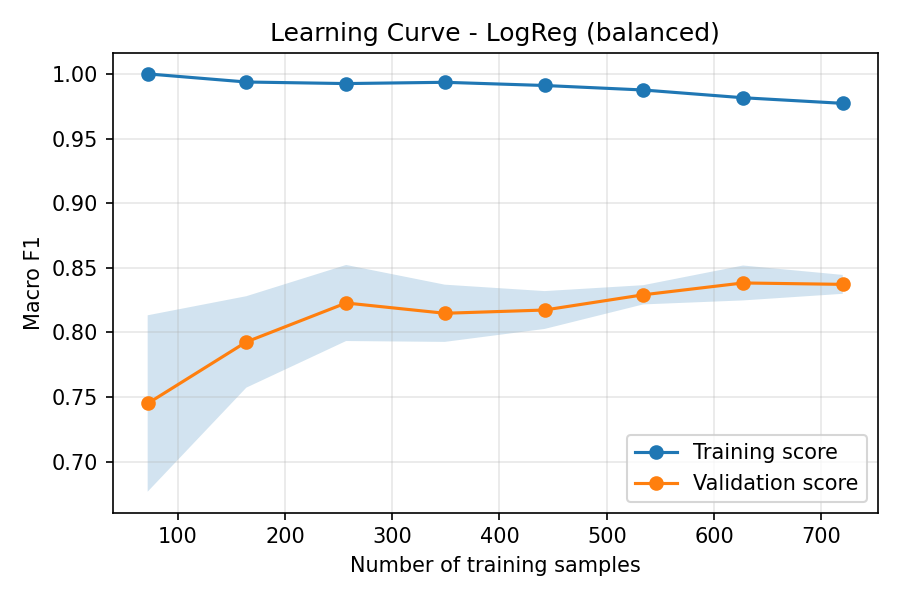 Learning Curve - LogReg (balanced)
1.00
0.95
0.90
0.85
0.80
0.75
0.70
Macro F1
Training score
Validation score
100 200 300 400 500 600 700
Number of training samples